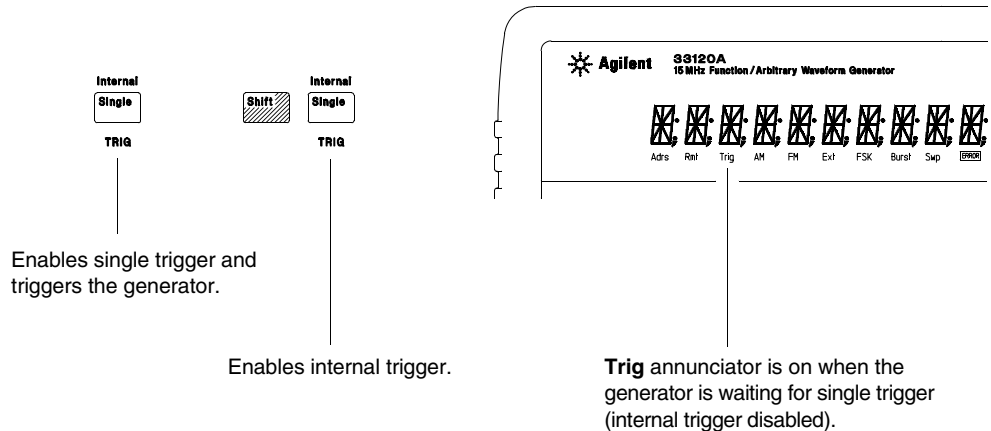 Internal
Single
TRIG
Enables single trigger and
triggers the generator.
Shift
Internal
Single
TRIG
Enables internal trigger.
Agilent
33120A
15 MHz Function / Arbitrary Waveform Generator
Adrs Rmt Trig AM FM Ext FSK Burst Swp ERROR
Trig annunciator is on when the
generator is waiting for single trigger
(internal trigger disabled).